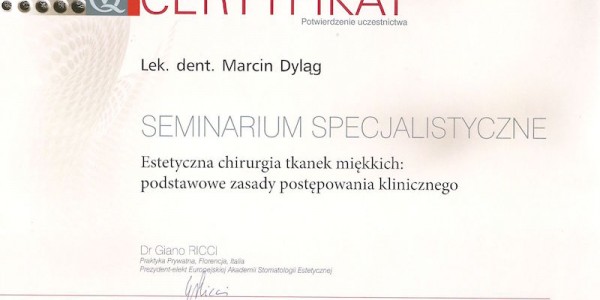 CERTYFIKAT
Potwierdzenie uczestnictwa
Lek. dent. Marcin Dyląg
SEMINARIUM SPECJALISTYCZNE
Estetyczna chirurgia tkanek miękkich:
podstawowe zasady postępowania klinicznego
Dr Giano RICCI
Praktyka Prywatna, Florencja, Italia
Prezydent-elekt Europejskiej Akademii Stomatologii Estetycznej